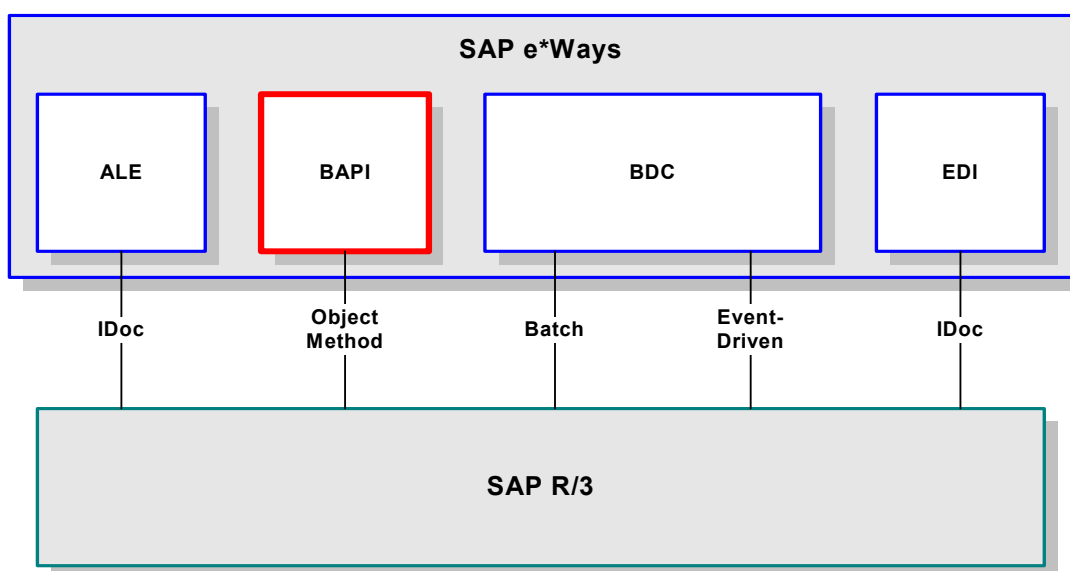 SAP e*Ways
ALE
BAPI
BDC
EDI
IDoc
Object
Method
Batch
Event-
Driven
IDoc
SAP R/3